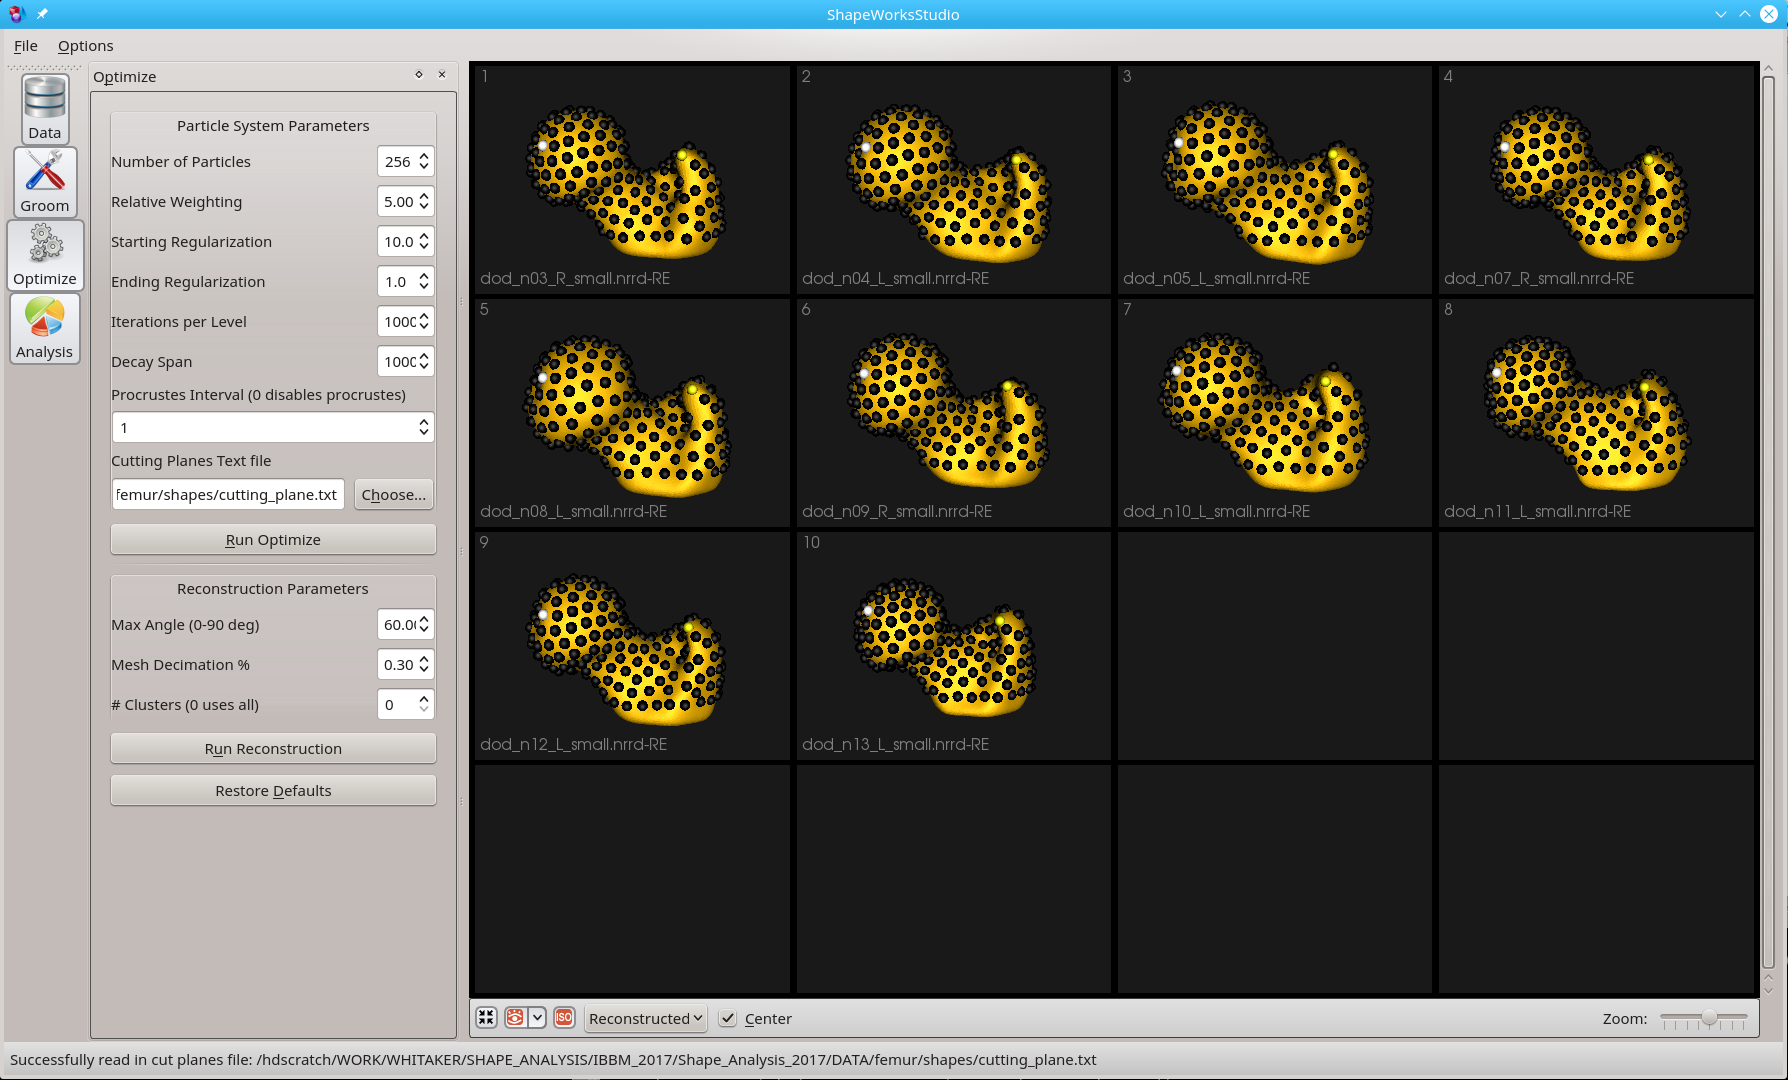 ShapeWorksStudio
File Options
Data
Groom
Optimize
Analysis
Optimize
Particle System Parameters
Number of Particles 256
Relative Weighting 5.00
Starting Regularization 10.0
Ending Regularization 1.0
Iterations per Level 1000
Decay Span 1000
Procrustes Interval (0 disables procrustes)
1
Cutting Planes Text file
femur/shapes/cutting_plane.txt Choose...
Run Optimize
Reconstruction Parameters
Max Angle (0-90 deg) 60.00
Mesh Decimation % 0.30
# Clusters (0 uses all) 0
Run Reconstruction
Restore Defaults
1 2 3 4
dod_n03_R_small.nrrd-RE dod_n04_L_small.nrrd-RE dod_n05_L_small.nrrd-RE dod_n07_R_small.nrrd-RE
5 6 7 8
dod_n08_L_small.nrrd-RE dod_n09_R_small.nrrd-RE dod_n10_L_small.nrrd-RE dod_n11_L_small.nrrd-RE
9 10
dod_n12_L_small.nrrd-RE dod_n13_L_small.nrrd-RE
ISO Reconstructed Center Zoom:
Successfully read in cut planes file: /hdscratch/WORK/WHITAKER/SHAPE_ANALYSIS/IBBM_2017/Shape_Analysis_2017/DATA/femur/shapes/cutting_plane.txt